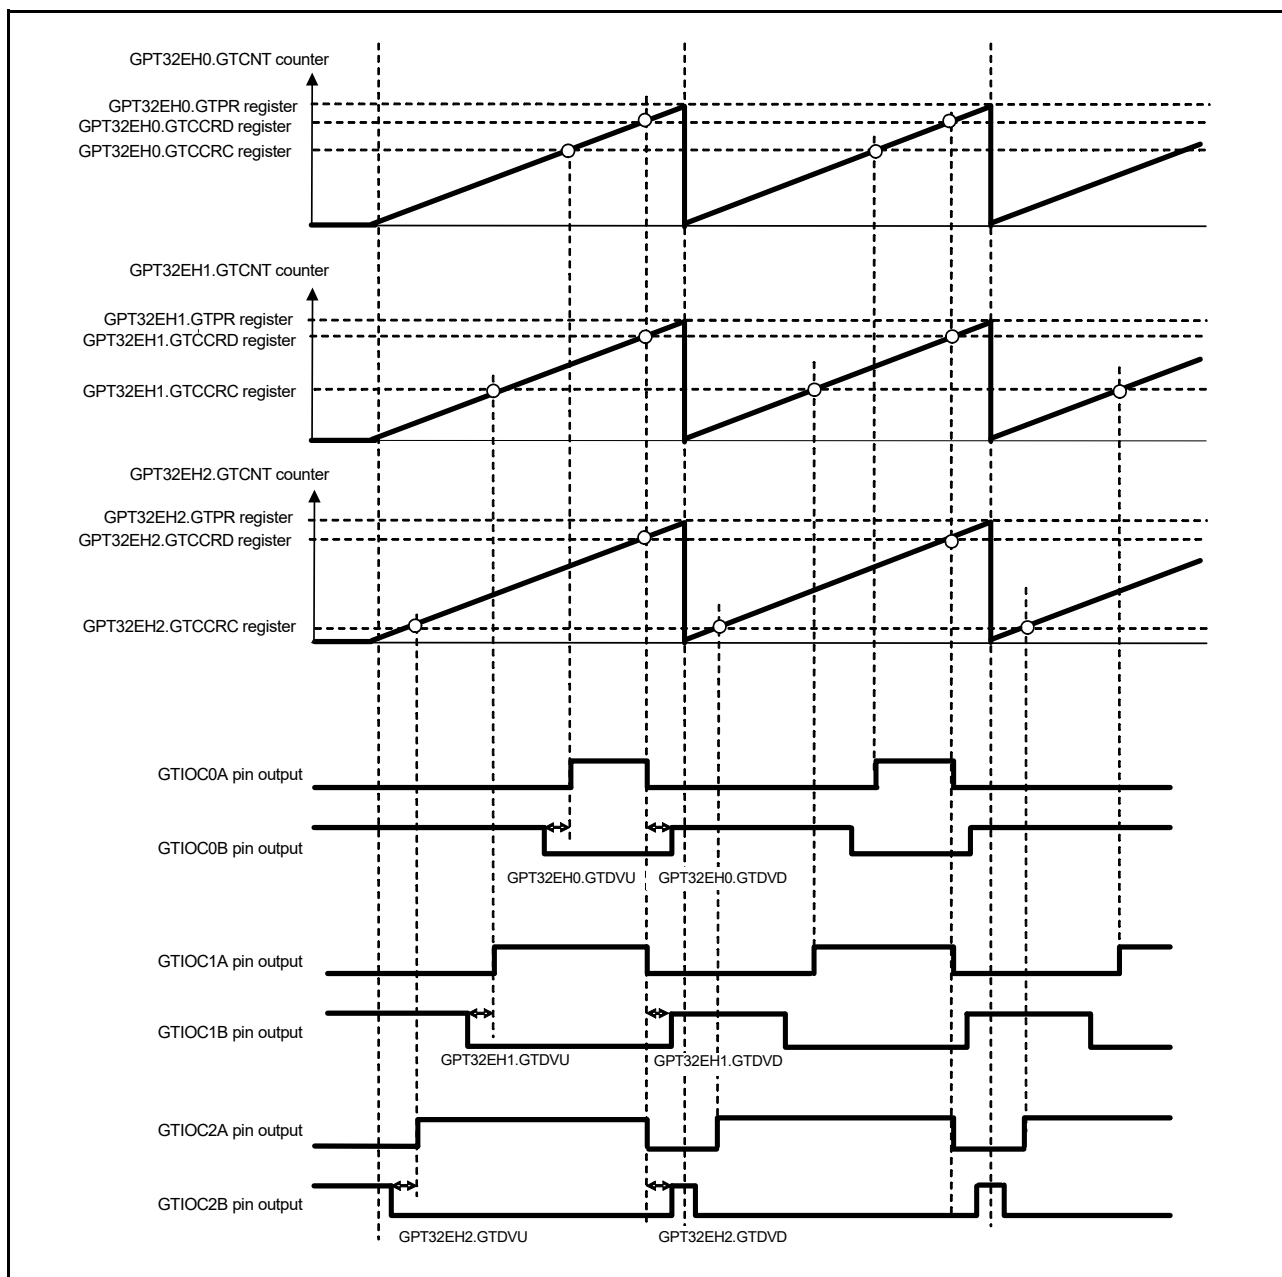 GPT32EH0.GTCNT counter
GPT32EH0.GTPR register
GPT32EH0.GTCCRD register
GPT32EH0.GTCCRC register
GPT32EH1.GTCNT counter
GPT32EH1.GTPR register
GPT32EH1.GTCCRD register
GPT32EH1.GTCCRC register
GPT32EH2.GTCNT counter
GPT32EH2.GTPR register
GPT32EH2.GTCCRD register
GPT32EH2.GTCCRC register
GTIOC0A pin output
GTIOC0B pin output
GPT32EH0.GTDVU GPT32EH0.GTDVD
GTIOC1A pin output
GTIOC1B pin output
GPT32EH1.GTDVU GPT32EH1.GTDVD
GTIOC2A pin output
GTIOC2B pin output
GPT32EH2.GTDVU GPT32EH2.GTDVD